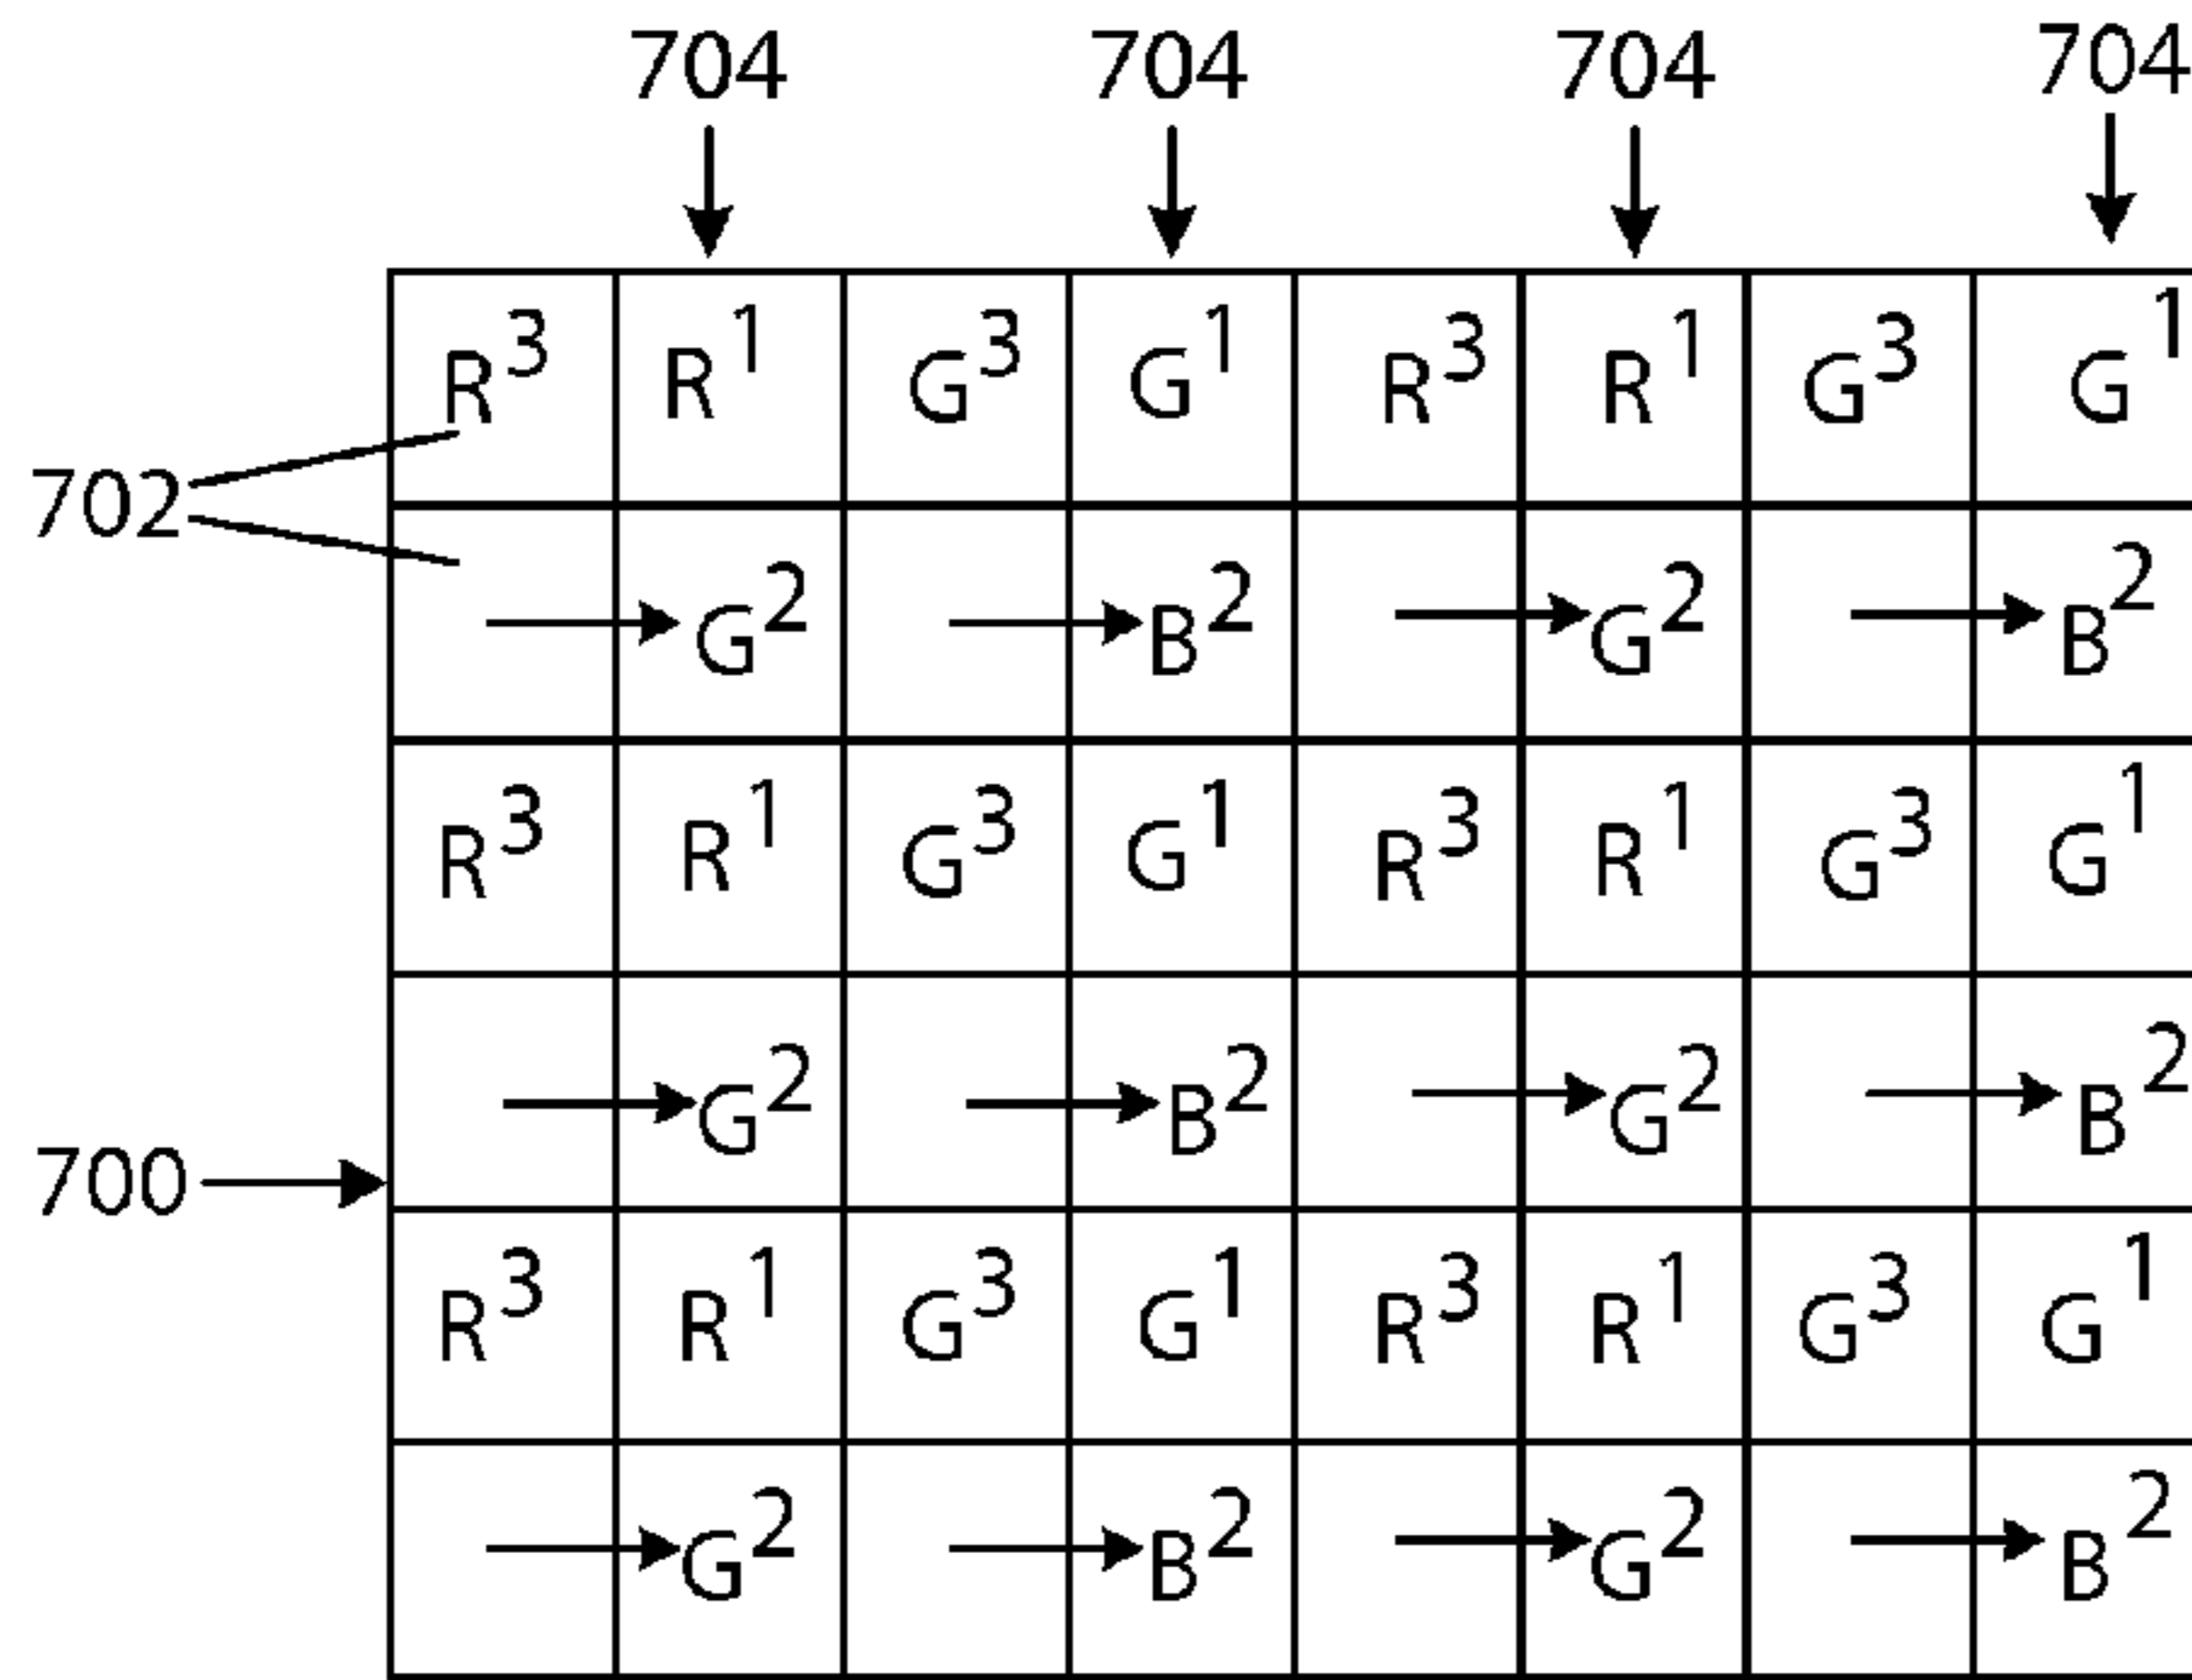 704 704 704 704
R³ R¹ G³ G¹ R³ R¹ G³ G¹
702
G² B² G² B²
R³ R¹ G³ G¹ R³ R¹ G³ G¹
G² B² G² B²
700
R³ R¹ G³ G¹ R³ R¹ G³ G¹
G² B² G² B²